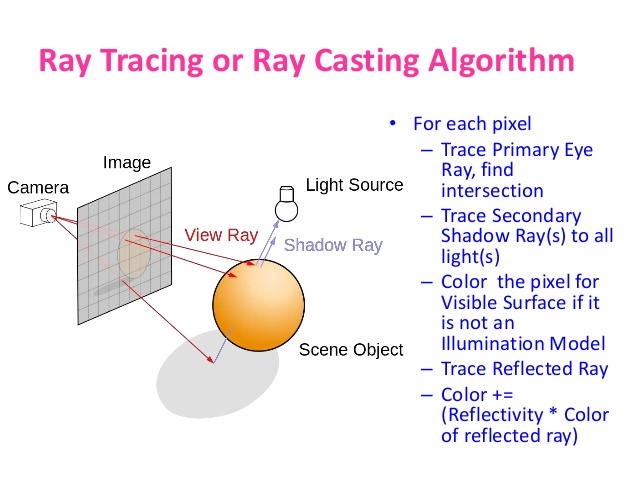 Ray Tracing or Ray Casting Algorithm
Image
Camera
Light Source
View Ray
Shadow Ray
Scene Object
• For each pixel
– Trace Primary Eye
Ray, find
intersection
– Trace Secondary
Shadow Ray(s) to all
light(s)
– Color the pixel for
Visible Surface if it
is not an
Illumination Model
– Trace Reflected Ray
– Color +=
(Reflectivity * Color
of reflected ray)